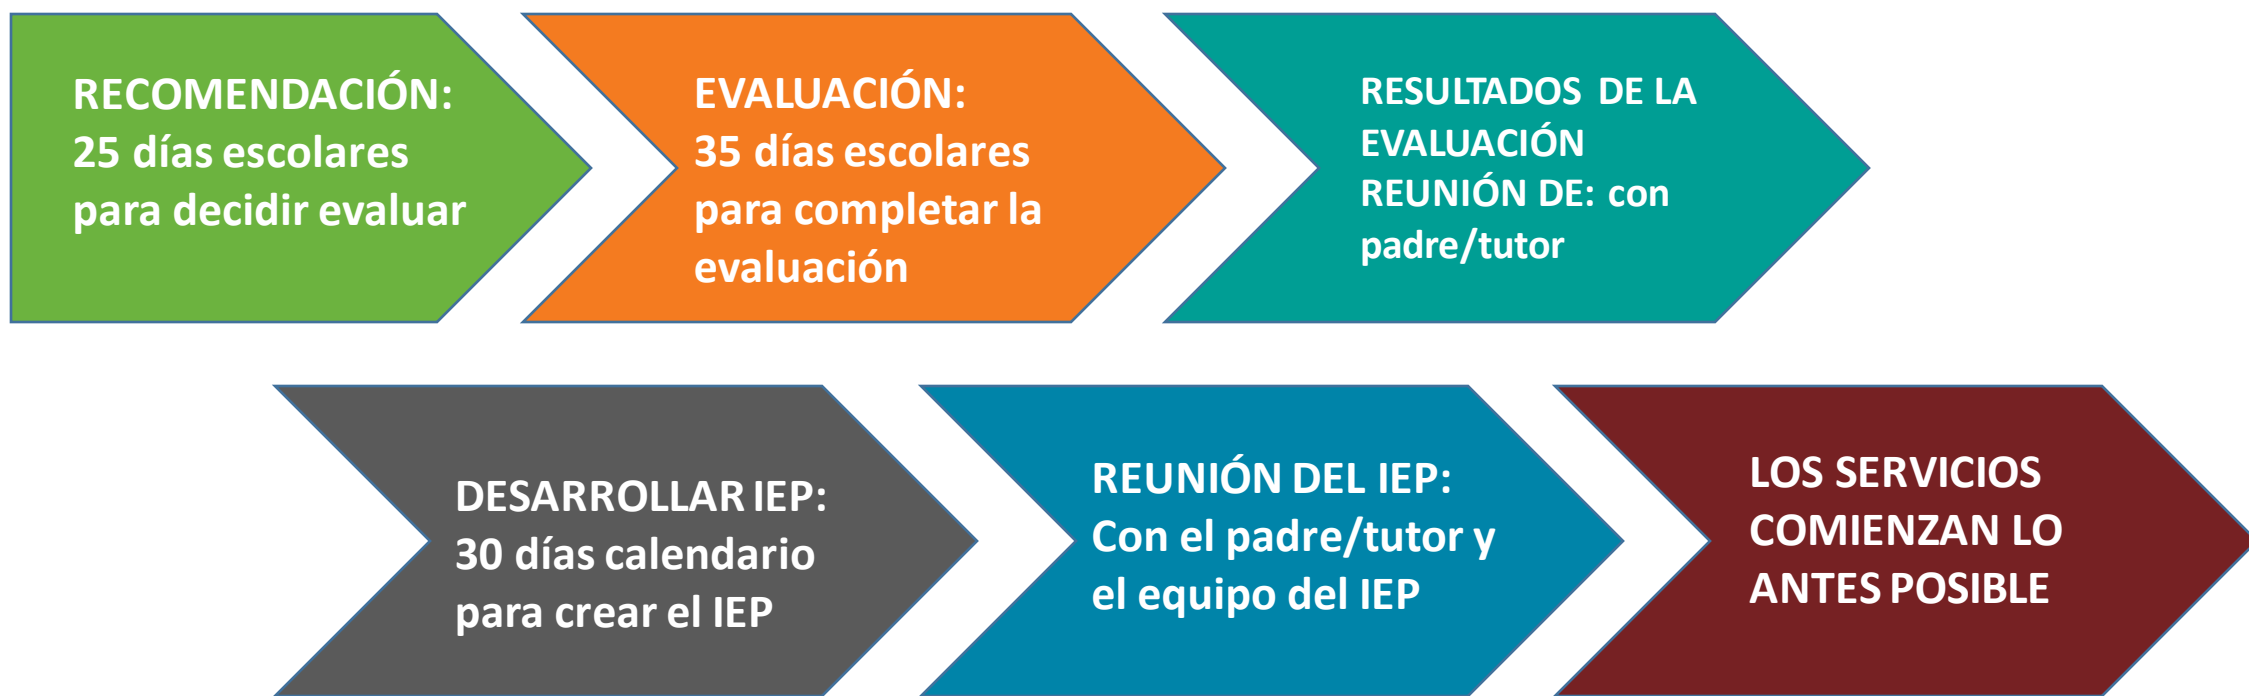 RECOMENDACIÓN:
25 días escolares
para decidir evaluar
EVALUACIÓN:
35 días escolares
para completar la
evaluación
RESULTADOS DE LA
EVALUACIÓN
REUNIÓN DE: con
padre/tutor
DESARROLLAR IEP:
30 días calendario
para crear el IEP
REUNIÓN DEL IEP:
Con el padre/tutor y
el equipo del IEP
LOS SERVICIOS
COMIENZAN LO
ANTES POSIBLE